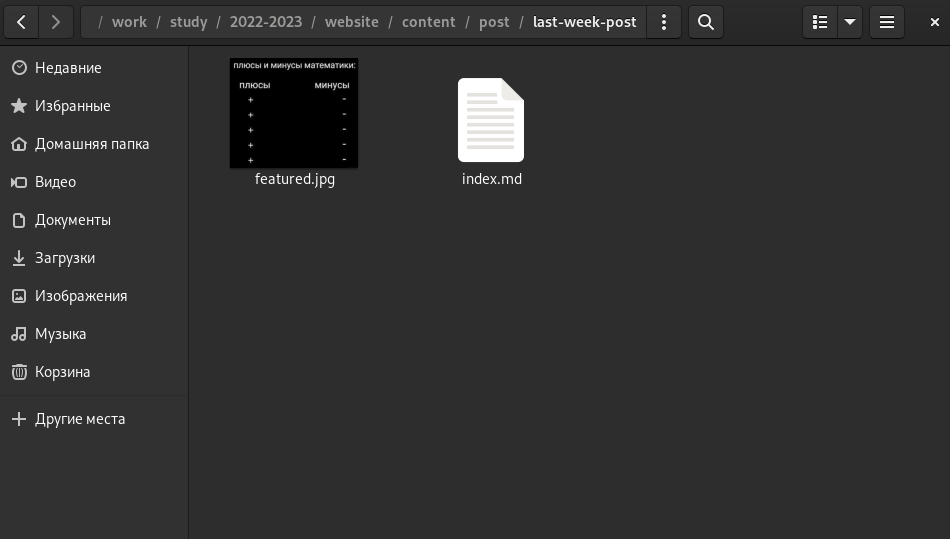 / work / study / 2022-2023 / website / content / post / last-week-post
Недавние
Избранные
Домашняя папка
Видео
Документы
Загрузки
Изображения
Музыка
Корзина
Другие места
плюсы и минусы математики:
плюсы минусы
+ -
+ -
+ -
+ -
+ -
featured.jpg
index.md